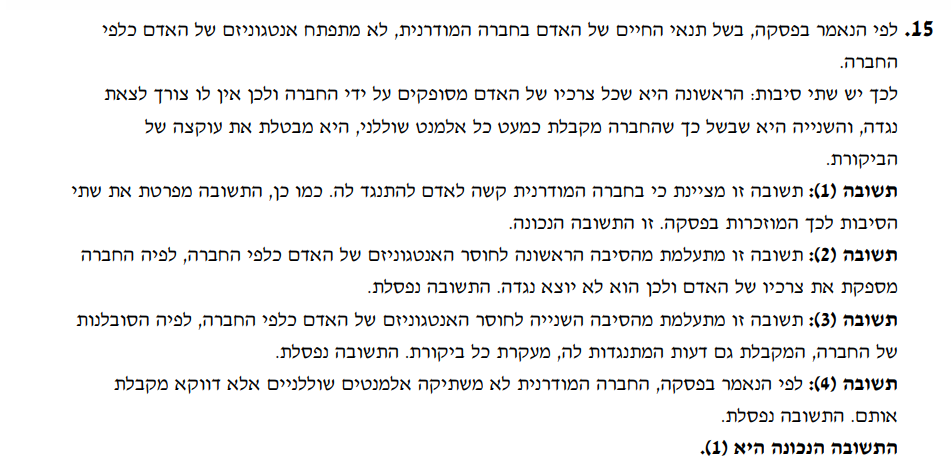 15. לפי הנאמר בפסקה, בשל תנאי החיים של האדם בחברה המודרנית, לא מתפתח אנטגוניזם של האדם כלפי
החברה.
לכך יש שתי סיבות: הראשונה היא שכל צרכיו של האדם מסופקים על ידי החברה ולכן אין לו צורך לצאת
נגדה, והשנייה היא שבשל כך שהחברה מקבלת כמעט כל אלמנט שוללני, היא מבטלת את עוקצה של
הביקורת.
תשובה (1): תשובה זו מציינת כי בחברה המודרנית קשה לאדם להתנגד לה. כמו כן, התשובה מפרטת את שתי
הסיבות לכך המוזכרות בפסקה. זו התשובה הנכונה.
תשובה (2): תשובה זו מתעלמת מהסיבה הראשונה לחוסר האנטגוניזם של האדם כלפי החברה, לפיה החברה
מספקת את צרכיו של האדם ולכן הוא לא יוצא נגדה. התשובה נפסלת.
תשובה (3): תשובה זו מתעלמת מהסיבה השנייה לחוסר האנטגוניזם של האדם כלפי החברה, לפיה הסובלנות
של החברה, המקבלת גם דעות המתנגדות לה, מעקרת כל ביקורת. התשובה נפסלת.
תשובה (4): לפי הנאמר בפסקה, החברה המודרנית לא משתיקה אלמנטים שוללניים אלא דווקא מקבלת
אותם. התשובה נפסלת.
התשובה הנכונה היא (1).